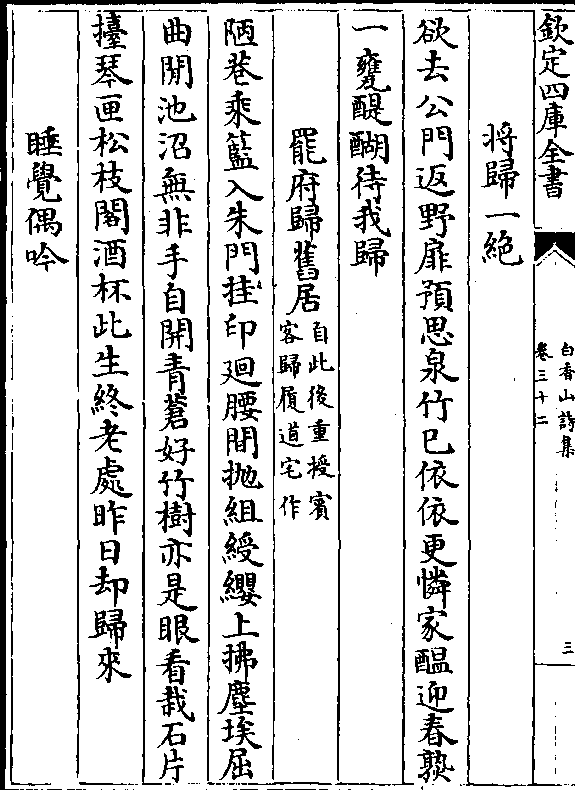 欽定四庫全書
白香山詩集
卷三十二
三
將歸一絕
欲去公門返野扉預思泉竹已依依更憐家醖迎春熟
一甕醍醐待我歸
罷府歸舊居
自此後重授賓
客歸履道宅作
陋巷乘籃入朱門挂印廻腰間抛組綬纓上拂塵埃屈
曲閒池沼無非手自開青蒼好竹樹亦是眼看栽石片
擡琴匣松枝閣酒杯此生終老處昨日却歸來
睡覺偶吟